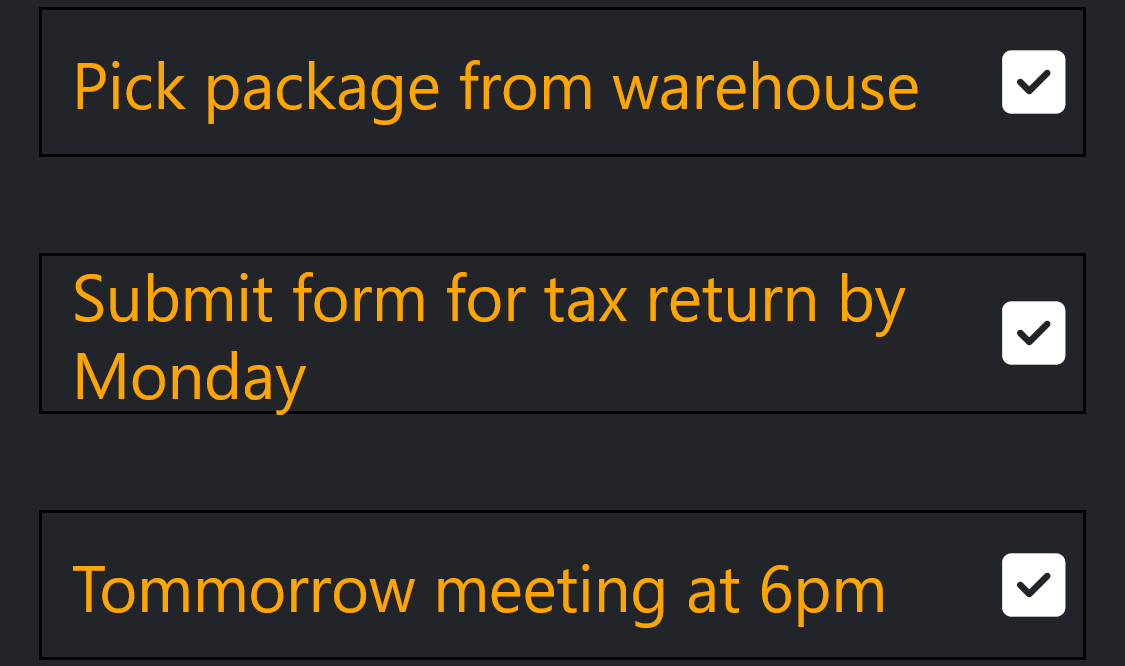 Pick package from warehouse
Submit form for tax return by
Monday
Tommorrow meeting at 6pm